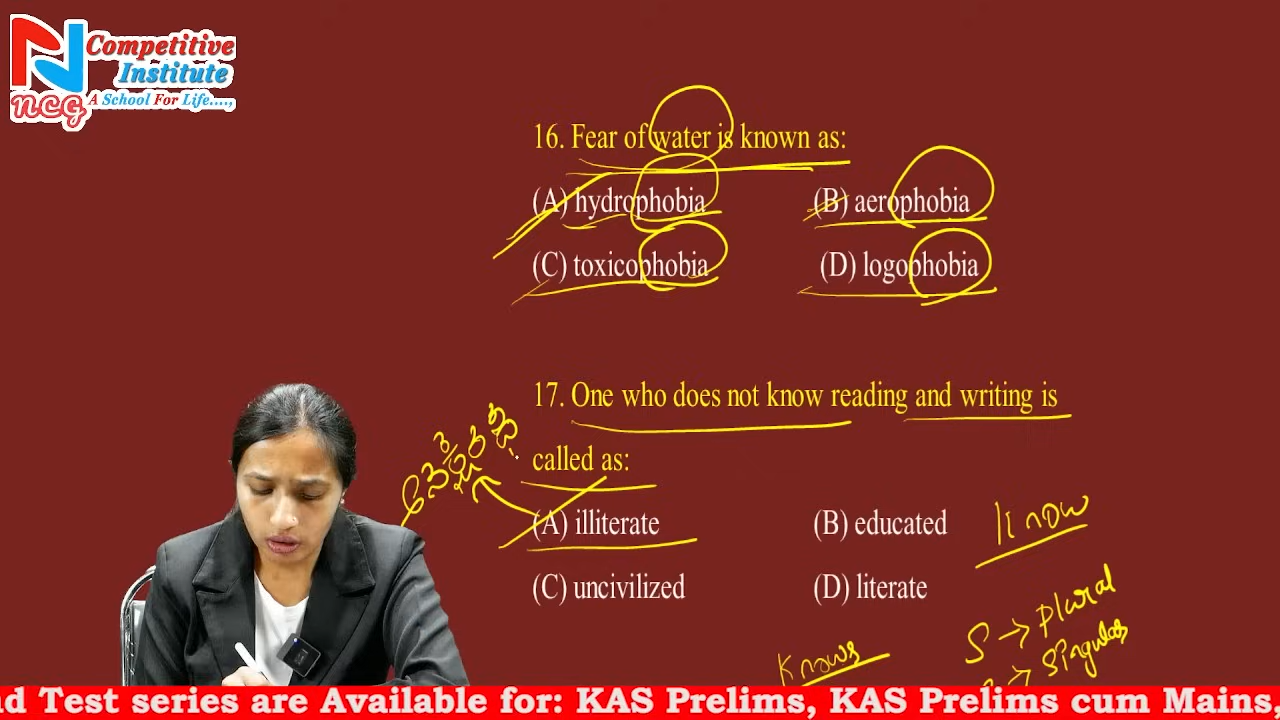 Competitive
Institute
NCG A School For Life....,
16. Fear of water is known as:
(A) hydrophobia (B) aerophobia
(C) toxicophobia (D) logophobia
17. One who does not know reading and writing is
called as:
(A) illiterate (B) educated
(C) uncivilized (D) literate
Know
S → Plural
→ Singular
Knows
nd Test series are Available for: KAS Prelims, KAS Prelims cum Mains,